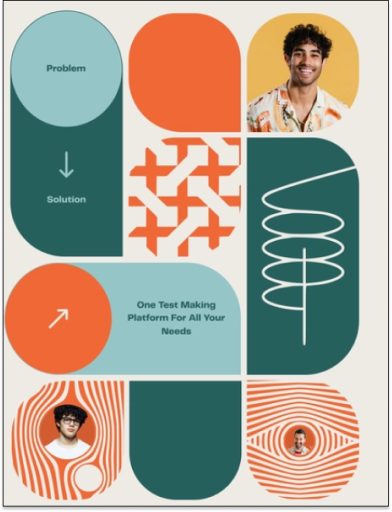 Problem
Solution
One Test Making
Platform For All Your
Needs